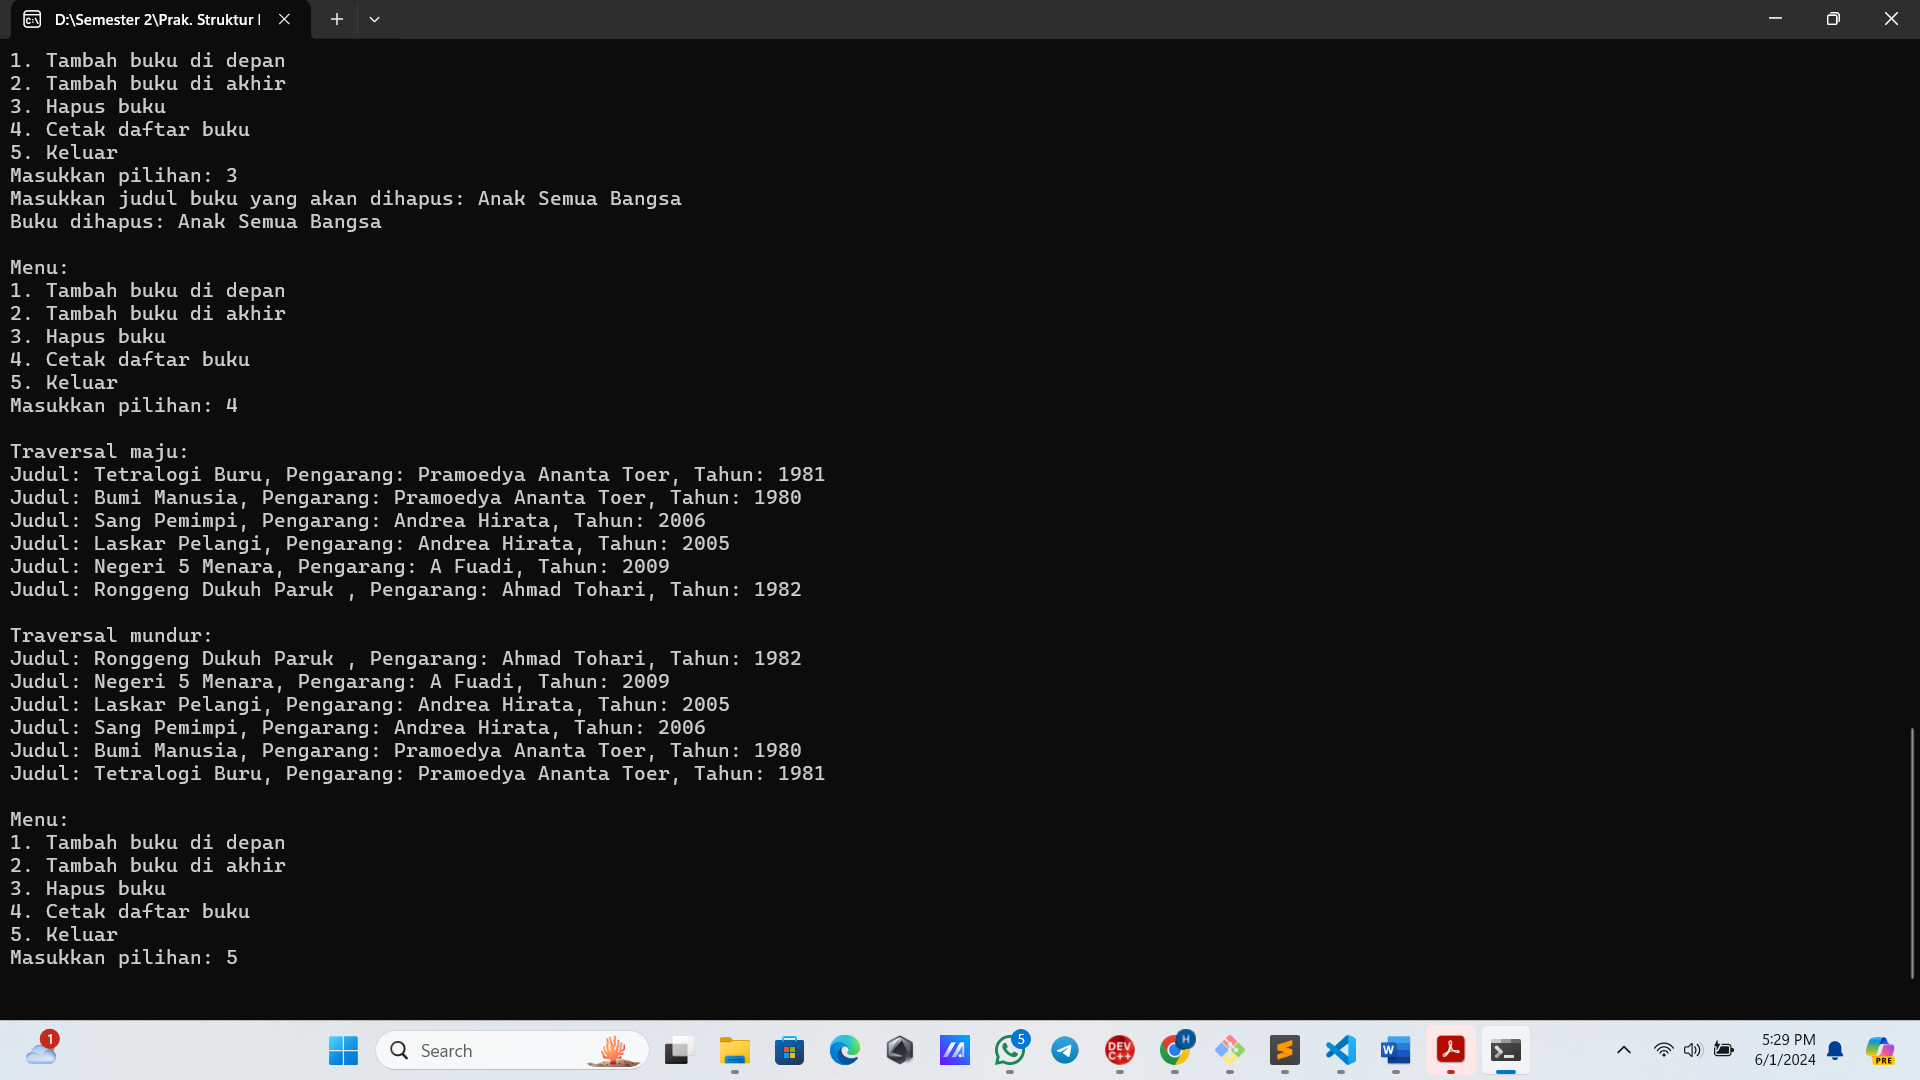 D:\Semester 2\Prak. Struktur
1. Tambah buku di depan
2. Tambah buku di akhir
3. Hapus buku
4. Cetak daftar buku
5. Keluar
Masukkan pilihan: 3
Masukkan judul buku yang akan dihapus: Anak Semua Bangsa
Buku dihapus: Anak Semua Bangsa
Menu:
1. Tambah buku di depan
2. Tambah buku di akhir
3. Hapus buku
4. Cetak daftar buku
5. Keluar
Masukkan pilihan: 4
Traversal maju:
Judul: Tetralogi Buru, Pengarang: Pramoedya Ananta Toer, Tahun: 1981
Judul: Bumi Manusia, Pengarang: Pramoedya Ananta Toer, Tahun: 1980
Judul: Sang Pemimpi, Pengarang: Andrea Hirata, Tahun: 2006
Judul: Laskar Pelangi, Pengarang: Andrea Hirata, Tahun: 2005
Judul: Negeri 5 Menara, Pengarang: A Fuadi, Tahun: 2009
Judul: Ronggeng Dukuh Paruk , Pengarang: Ahmad Tohari, Tahun: 1982
Traversal mundur:
Judul: Ronggeng Dukuh Paruk , Pengarang: Ahmad Tohari, Tahun: 1982
Judul: Negeri 5 Menara, Pengarang: A Fuadi, Tahun: 2009
Judul: Laskar Pelangi, Pengarang: Andrea Hirata, Tahun: 2005
Judul: Sang Pemimpi, Pengarang: Andrea Hirata, Tahun: 2006
Judul: Bumi Manusia, Pengarang: Pramoedya Ananta Toer, Tahun: 1980
Judul: Tetralogi Buru, Pengarang: Pramoedya Ananta Toer, Tahun: 1981
Menu:
1. Tambah buku di depan
2. Tambah buku di akhir
3. Hapus buku
4. Cetak daftar buku
5. Keluar
Masukkan pilihan: 5
1
Search
5
DEV C++
H
W
PRE
5:29 PM
6/1/2024